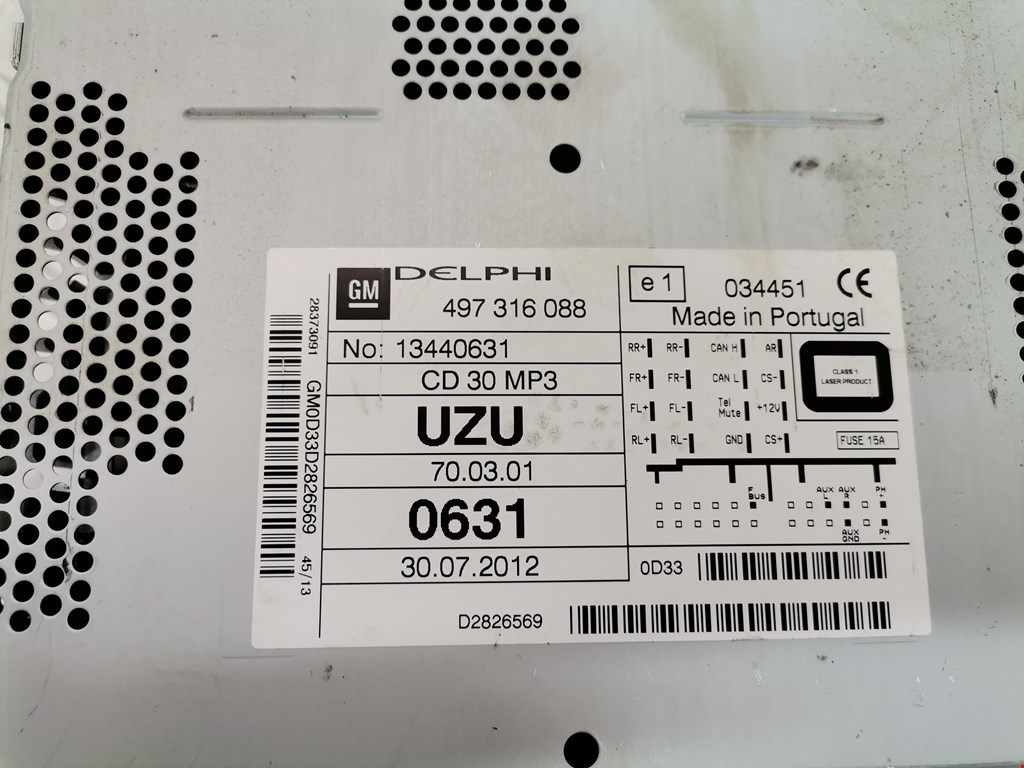 28373091
GM0D33D2826569
45/13
GM
DELPHI
497 316 088
No: 13440631
CD 30 MP3
UZU
70.03.01
0631
30.07.2012
D2826569
e 1
034451 CE
Made in Portugal
RR+ RR- CAN H AR
FR+ FR- CAN L CS-
FL+ FL- Tel Mute +12V
RL+ RL- GND CS+
CLASS 1
LASER PRODUCT
FUSE 15A
F BUS
AUX L
AUX R
PH +
AUX GND
PH -
0D33